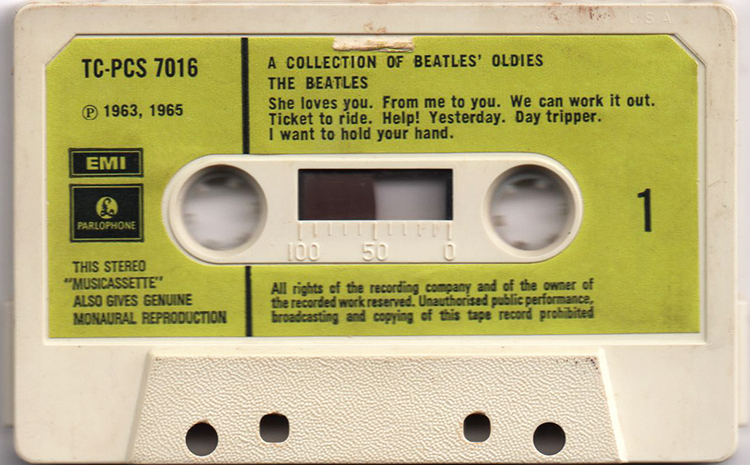 USA
TC-PCS 7016
℗ 1963, 1965
EMI
PARLOPHONE
THIS STEREO
"MUSICASSETTE"
ALSO GIVES GENUINE
MONAURAL REPRODUCTION
A COLLECTION OF BEATLES' OLDIES
THE BEATLES
She loves you. From me to you. We can work it out.
Ticket to ride. Help! Yesterday. Day tripper.
I want to hold your hand.
100 50 0
1
All rights of the recording company and of the owner of
the recorded work reserved. Unauthorised public performance,
broadcasting and copying of this tape record prohibited